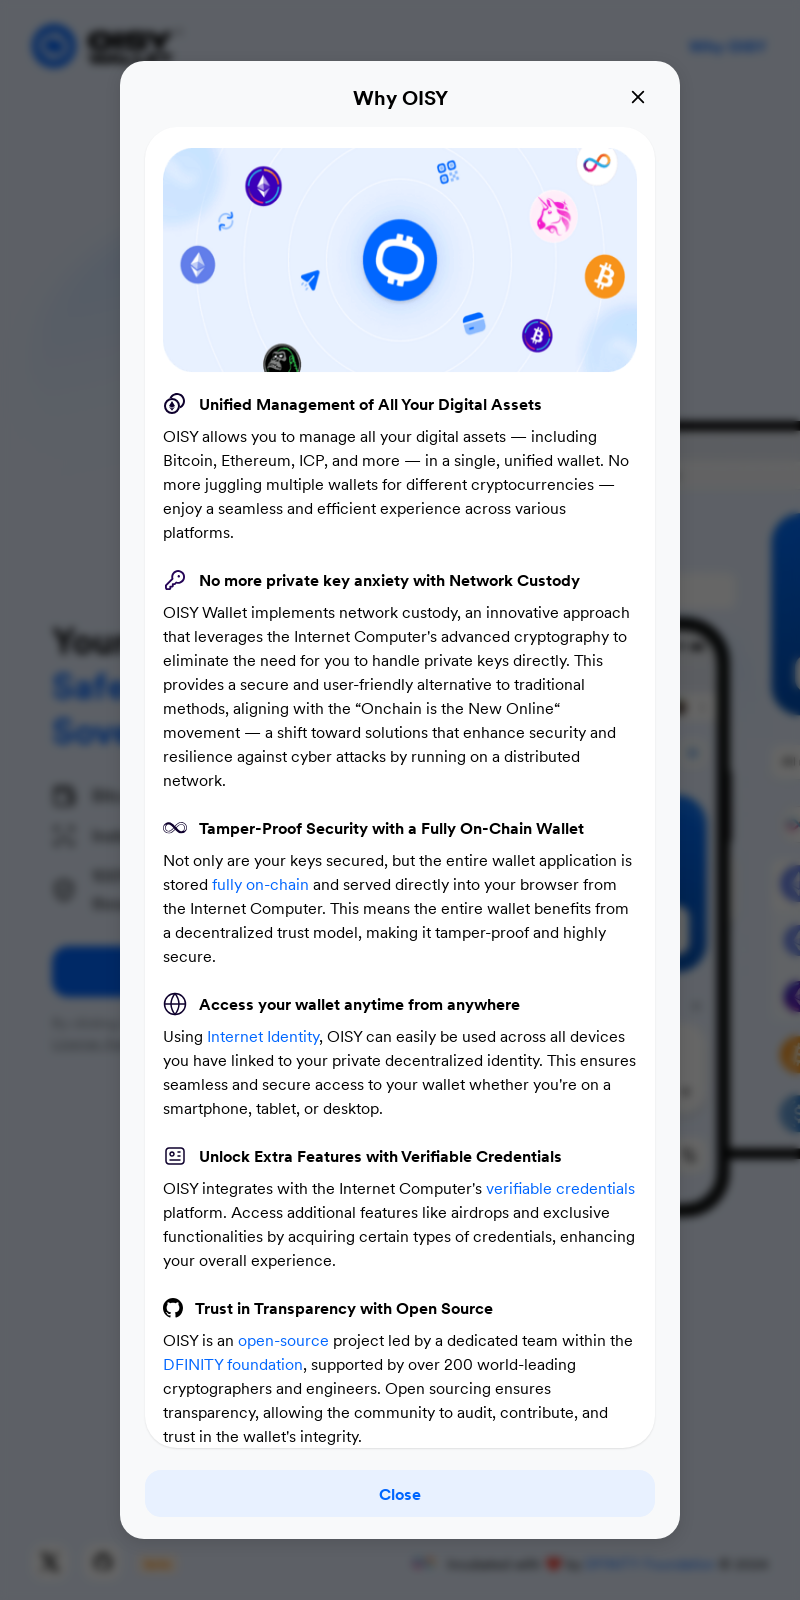 OISY
Why OISY
Why OISY
Unified Management of All Your Digital Assets
OISY allows you to manage all your digital assets — including
Bitcoin, Ethereum, ICP, and more — in a single, unified wallet. No
more juggling multiple wallets for different cryptocurrencies —
enjoy a seamless and efficient experience across various
platforms.
No more private key anxiety with Network Custody
OISY Wallet implements network custody, an innovative approach
that leverages the Internet Computer's advanced cryptography to
eliminate the need for you to handle private keys directly. This
provides a secure and user-friendly alternative to traditional
methods, aligning with the “Onchain is the New Online“
movement — a shift toward solutions that enhance security and
resilience against cyber attacks by running on a distributed
network.
Tamper-Proof Security with a Fully On-Chain Wallet
Not only are your keys secured, but the entire wallet application is
stored fully on-chain and served directly into your browser from
the Internet Computer. This means the entire wallet benefits from
a decentralized trust model, making it tamper-proof and highly
secure.
Access your wallet anytime from anywhere
Using Internet Identity, OISY can easily be used across all devices
you have linked to your private decentralized identity. This ensures
seamless and secure access to your wallet whether you're on a
smartphone, tablet, or desktop.
Unlock Extra Features with Verifiable Credentials
OISY integrates with the Internet Computer's verifiable credentials
platform. Access additional features like airdrops and exclusive
functionalities by acquiring certain types of credentials, enhancing
your overall experience.
Trust in Transparency with Open Source
OISY is an open-source project led by a dedicated team within the
DFINITY foundation, supported by over 200 world-leading
cryptographers and engineers. Open sourcing ensures
transparency, allowing the community to audit, contribute, and
trust in the wallet's integrity.
Close